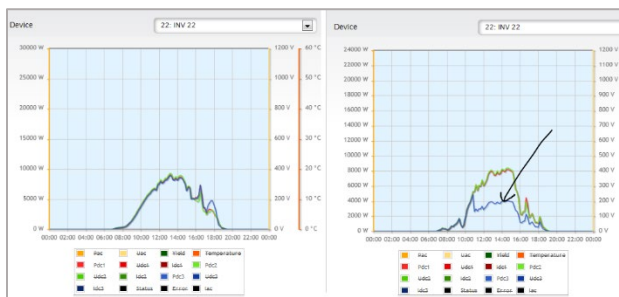 Device 22: INV 22
30000 W 1200 V 60 °C
25000 W 1000 V 50 °C
20000 W 800 V 40 °C
15000 W 600 V 30 °C
10000 W 400 V 20 °C
5000 W 200 V 10 °C
0 W 0 V 0 °C
00:00 02:00 04:00 06:00 08:00 10:00 12:00 14:00 16:00 18:00 20:00 22:00 00:00
Pac Uac Yield Temperature
Pdc1 Udc1 Idc1 Pdc2
Udc2 Idc2 Pdc3 Udc3
Idc3 Status Error Iac
Device 22: INV 22
24000 W 1200
22000 W 1100
20000 W 1000
18000 W 900 V
16000 W 800 V
14000 W 700 V
12000 W 600 V
10000 W 500 V
8000 W 400 V
6000 W 300 V
4000 W 200 V
2000 W 100 V
0 W 0 V
00:00 02:00 04:00 06:00 08:00 10:00 12:00 14:00 16:00 18:00 20:00 22:00 00:00
Pac Uac Yield Temperature
Pdc1 Udc1 Idc1 Pdc2
Udc2 Idc2 Pdc3 Udc3
Idc3 Status Error Iac